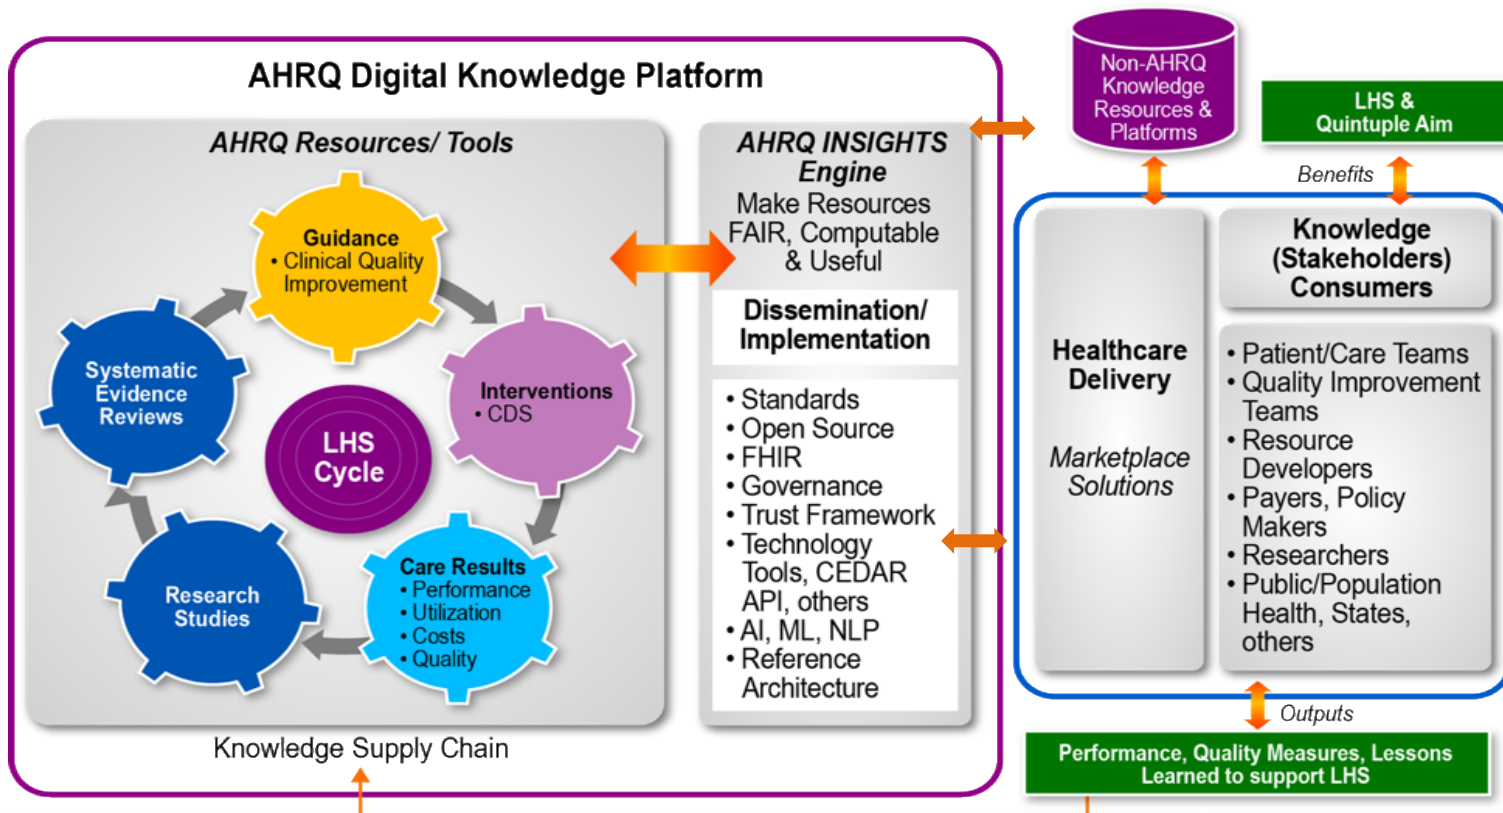 AHRQ Digital Knowledge Platform
AHRQ Resources/ Tools
Guidance
• Clinical Quality
Improvement
Interventions
• CDS
Care Results
• Performance
• Utilization
• Costs
• Quality
Research
Studies
Systematic
Evidence
Reviews
LHS
Cycle
Knowledge Supply Chain
AHRQ INSIGHTS
Engine
Make Resources
FAIR, Computable
& Useful
Dissemination/
Implementation
• Standards
• Open Source
• FHIR
• Governance
• Trust Framework
• Technology
Tools, CEDAR
API, others
• AI, ML, NLP
• Reference
Architecture
Non-AHRQ
Knowledge
Resources &
Platforms
LHS &
Quintuple Aim
Benefits
Healthcare
Delivery
Marketplace
Solutions
Knowledge
(Stakeholders)
Consumers
• Patient/Care Teams
• Quality Improvement
Teams
• Resource
Developers
• Payers, Policy
Makers
• Researchers
• Public/Population
Health, States,
others
Outputs
Performance, Quality Measures, Lessons
Learned to support LHS